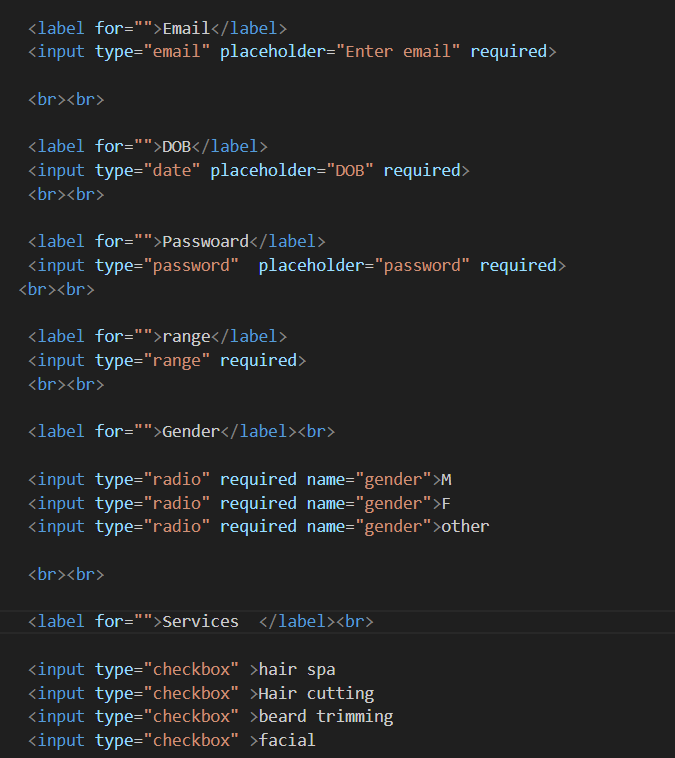 <label for="">Email</label>
<input type="email" placeholder="Enter email" required>
<br><br>
<label for="">DOB</label>
<input type="date" placeholder="DOB" required>
<br><br>
<label for="">Passwoard</label>
<input type="password"  placeholder="password" required>
<br><br>
<label for="">range</label>
<input type="range" required>
<br><br>
<label for="">Gender</label><br>
<input type="radio" required name="gender">M
<input type="radio" required name="gender">F
<input type="radio" required name="gender">other
<br><br>
<label for="">Services  </label><br>
<input type="checkbox" >hair spa
<input type="checkbox" >Hair cutting
<input type="checkbox" >beard trimming
<input type="checkbox" >facial